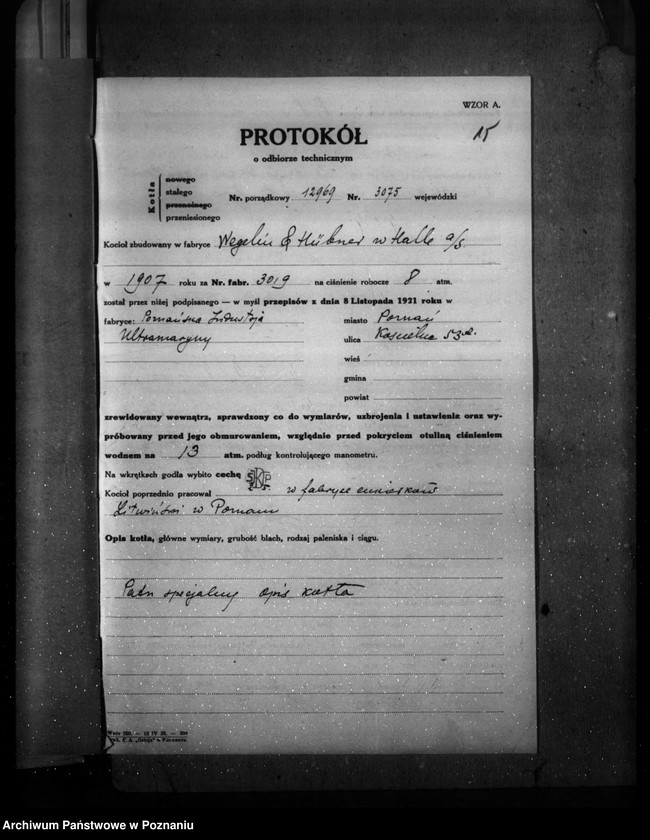 WZOR A.
15
PROTOKÓŁ
o odbiorze technicznym
Kotła
nowego
stałego
przenośnego
przeniesionego
Nr. porządkowy 12969 Nr. 3075 wejewódzki
Kocioł zbudowany w fabryce Wegelin & Hübner w Halle a/S.
w 1907 roku za Nr. fabr. 3019 na ciśnienie robocze 8 atm.
został przez niżej podpisanego — w myśl przepisów z dnia 8 Listopada 1921 roku w
fabryce: Poznańska
Ultramaryny
miasto Poznań
ulica Kościelna 53a.
wieś
gmina
powiat
zrewidowany wewnątrz, sprawdzony co do wymiarów, uzbrojenia i ustawienia oraz wy-
próbowany przed jego obmurowaniem, względnie przed pokryciem otuliną ciśnieniem
wodnem na 13 atm. podług kontrolującego manometru.
Na wkrętkach godła wybito cechę
Kocioł poprzednio pracował w fabryce
w Poznaniu
Opis kotła, główne wymiary, grubość blach, rodzaj paleniska i ciągu.
Patrz specjalny opis kotła
Archiwum Państwowe w Poznaniu